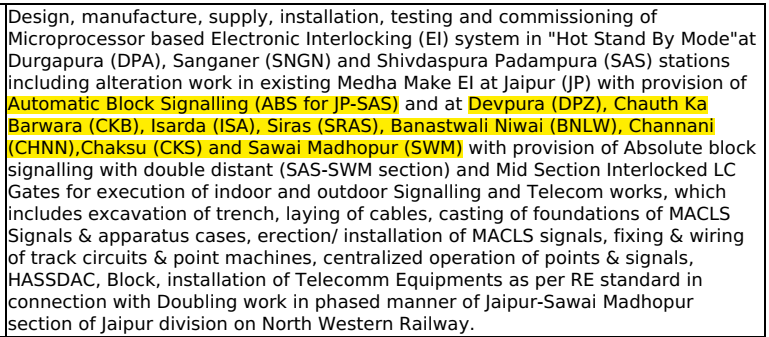 Design, manufacture, supply, installation, testing and commissioning of
Microprocessor based Electronic Interlocking (EI) system in "Hot Stand By Mode"at
Durgapura (DPA), Sanganer (SNGN) and Shivdaspura Padampura (SAS) stations
including alteration work in existing Medha Make EI at Jaipur (JP) with provision of
Automatic Block Signalling (ABS for JP-SAS) and at Devpura (DPZ), Chauth Ka
Barwara (CKB), Isarda (ISA), Siras (SRAS), Banastwali Niwai (BNLW), Channani
(CHNN),Chaksu (CKS) and Sawai Madhopur (SWM) with provision of Absolute block
signalling with double distant (SAS-SWM section) and Mid Section Interlocked LC
Gates for execution of indoor and outdoor Signalling and Telecom works, which
includes excavation of trench, laying of cables, casting of foundations of MACLS
Signals & apparatus cases, erection/ installation of MACLS signals, fixing & wiring
of track circuits & point machines, centralized operation of points & signals,
HASSDAC, Block, installation of Telecomm Equipments as per RE standard in
connection with Doubling work in phased manner of Jaipur-Sawai Madhopur
section of Jaipur division on North Western Railway.